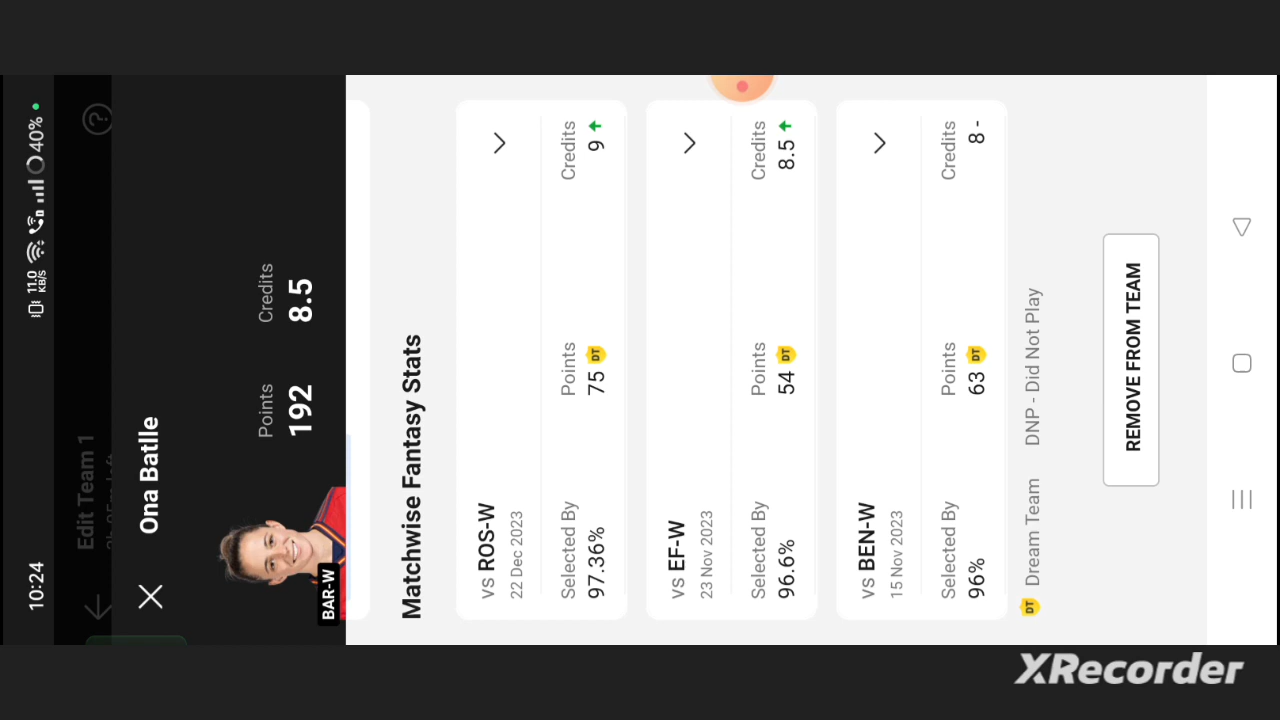 10:24
11.0
KB/S
40%
Edit Team 1
?
Ona Batlle
Points
Credits
192
8.5
BAR-W
Matchwise Fantasy Stats
vs ROS-W
22 Dec 2023
Selected By
Points
Credits
97.36%
75 DT
9
vs EF-W
23 Nov 2023
Selected By
Points
Credits
96.6%
54 DT
8.5
vs BEN-W
15 Nov 2023
Selected By
Points
Credits
96%
63 DT
8 -
DT Dream Team
DNP - Did Not Play
REMOVE FROM TEAM
XRecorder